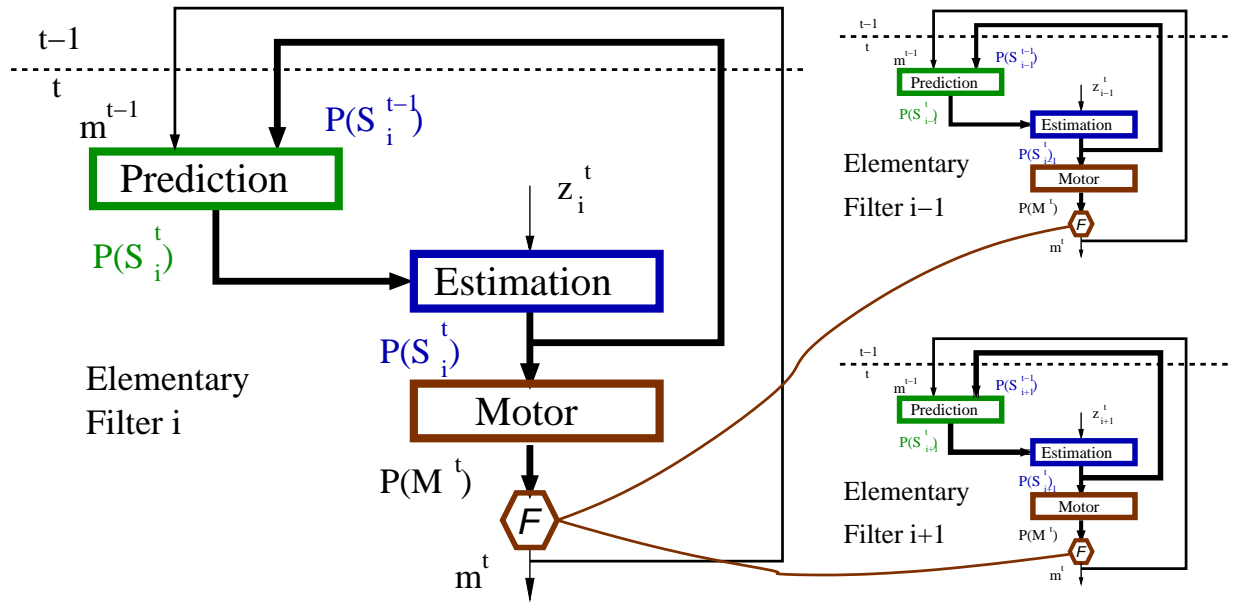 t−1
t
m^{t−1}
P(S_i^{t−1})
Prediction
z_i^t
P(S_i^t)
Estimation
P(S_i^t)
Elementary
Filter i
Motor
P(M^t)
F
m^t
t−1
t
m^{t−1}
P(S_{i−1}^{t−1})
Prediction
z_{i−1}^t
P(S_{i−1}^t)
Estimation
P(S_{i−1}^t)
Elementary
Filter i−1
Motor
P(M^t)
F
m^t
t−1
t
m^{t−1}
P(S_{i+1}^{t−1})
Prediction
z_{i+1}^t
P(S_{i+1}^t)
Estimation
P(S_{i+1}^t)
Elementary
Filter i+1
Motor
P(M^t)
F
m^t